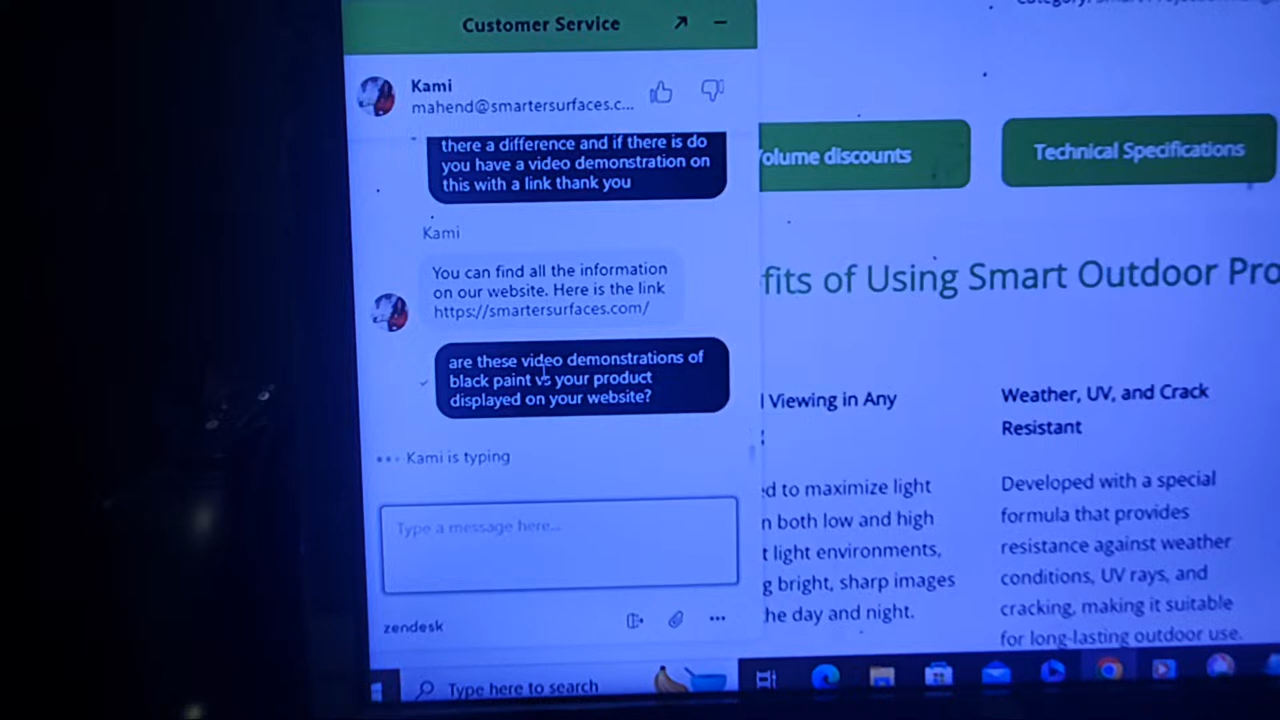 Customer Service
Kami
mahend@smartersurfaces.c...
there a difference and if there is do
you have a video demonstration on
this with a link thank you
Kami
You can find all the information
on our website. Here is the link
https://smartersurfaces.com/
are these video demonstrations of
black paint vs your product
displayed on your website?
Kami is typing
Type a message here...
zendesk
Type here to search
olume discounts
Technical Specifications
fits of Using Smart Outdoor Pro
l Viewing in Any
Weather, UV, and Crack
Resistant
ed to maximize light
n both low and high
t light environments,
g bright, sharp images
he day and night.
Developed with a special
formula that provides
resistance against weather
conditions, UV rays, and
cracking, making it suitable
for long-lasting outdoor use.